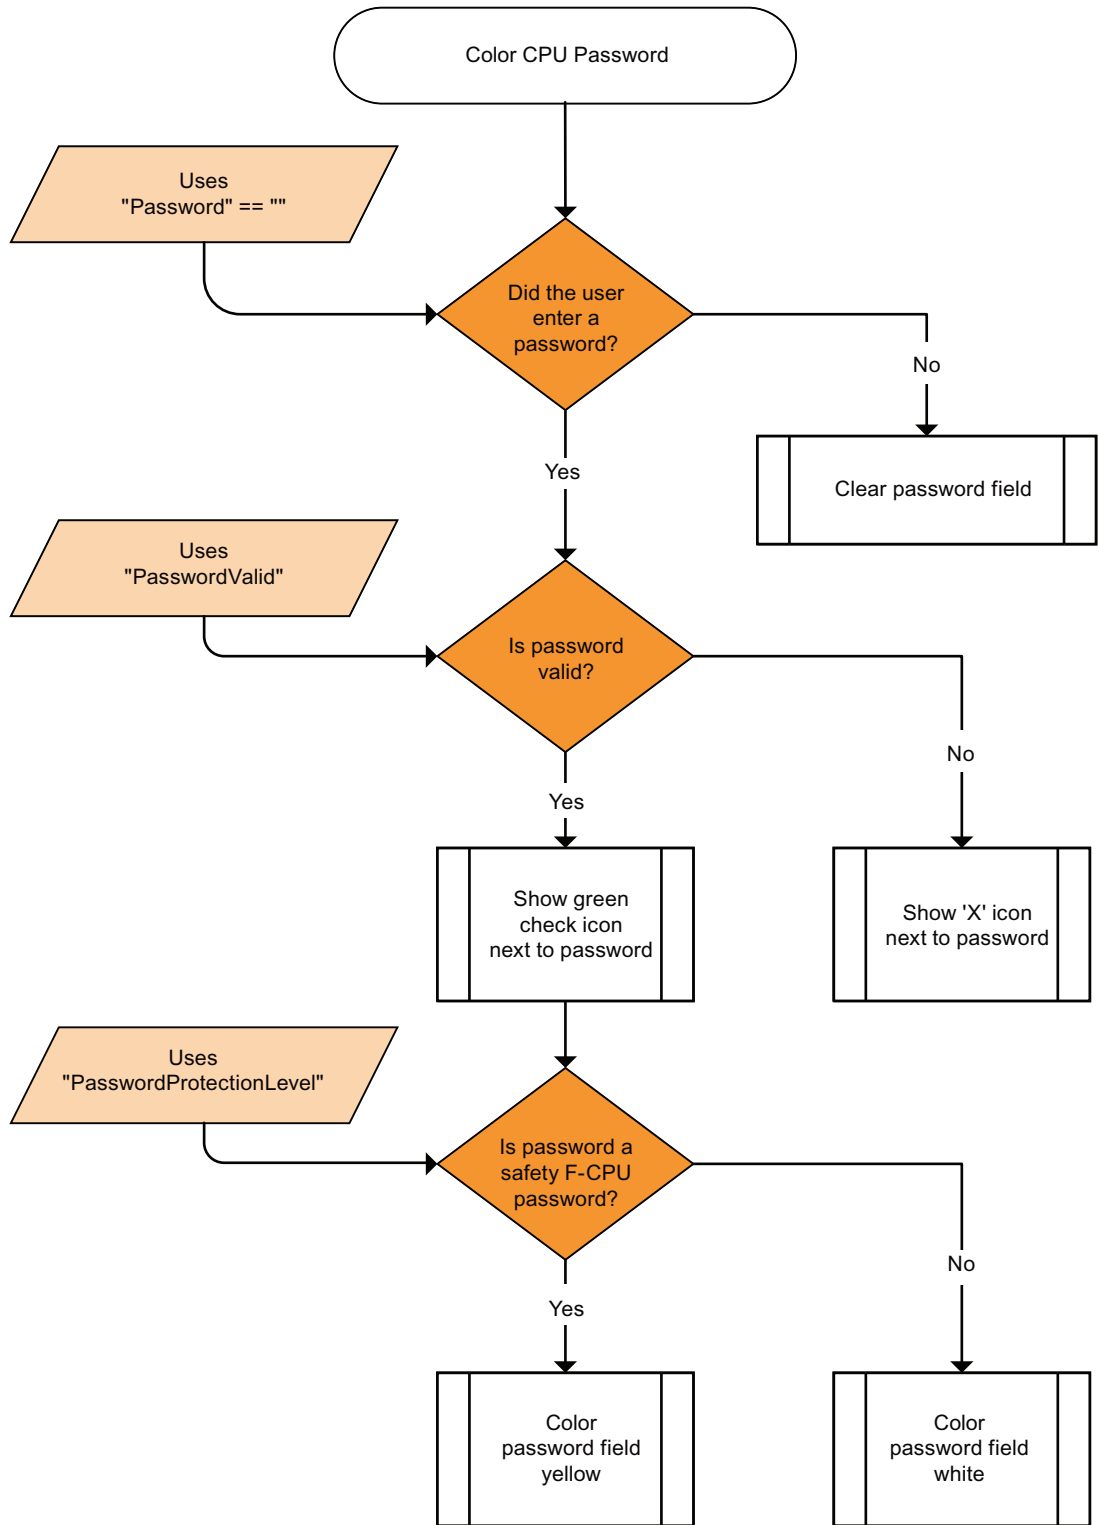 Color CPU Password
Uses
"Password" == ""
Did the user
enter a
password?
No
Clear password field
Yes
Uses
"PasswordValid"
Is password
valid?
No
Yes
Show green
check icon
next to password
Show 'X' icon
next to password
Uses
"PasswordProtectionLevel"
Is password a
safety F-CPU
password?
No
Yes
Color
password field
yellow
Color
password field
white